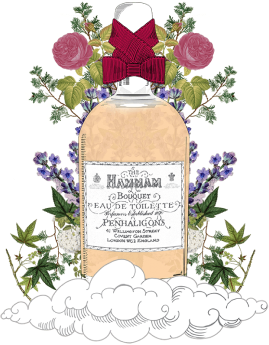 THE
HAMMAM
BOUQUET
EAU DE TOILETTE
Perfumers, Established 1870
PENHALIGON'S
41 WELLINGTON STREET
COVENT GARDEN
LONDON WC2 ENGLAND